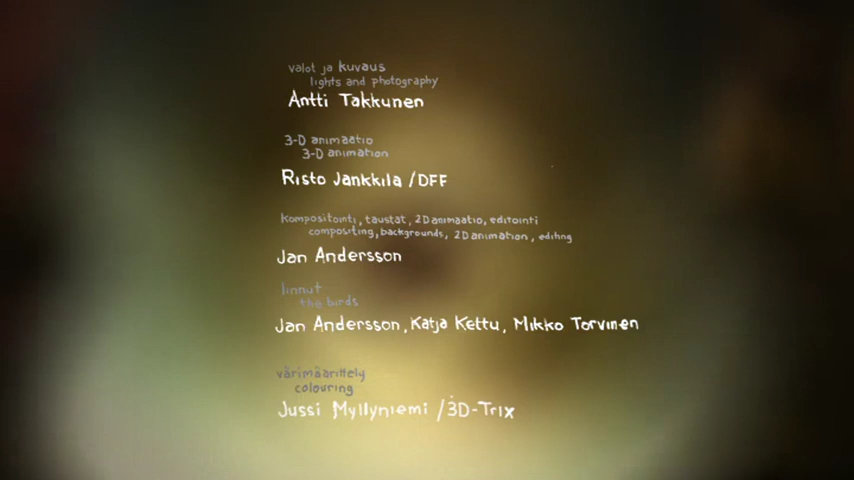 valot ja kuvaus
lights and photography
Antti Takkunen
3-D animaatio
3-D animation
Risto Jankkila /DFF
Kompositointi, taustat, 2D animaatio, editointi
compositing, backgrounds, 2D animation, editing
Jan Andersson
linnut
the birds
Jan Andersson, Katja Kettu, Mikko Torvinen
värimäärittely
colouring
Jussi Myllyniemi /3D-Trix